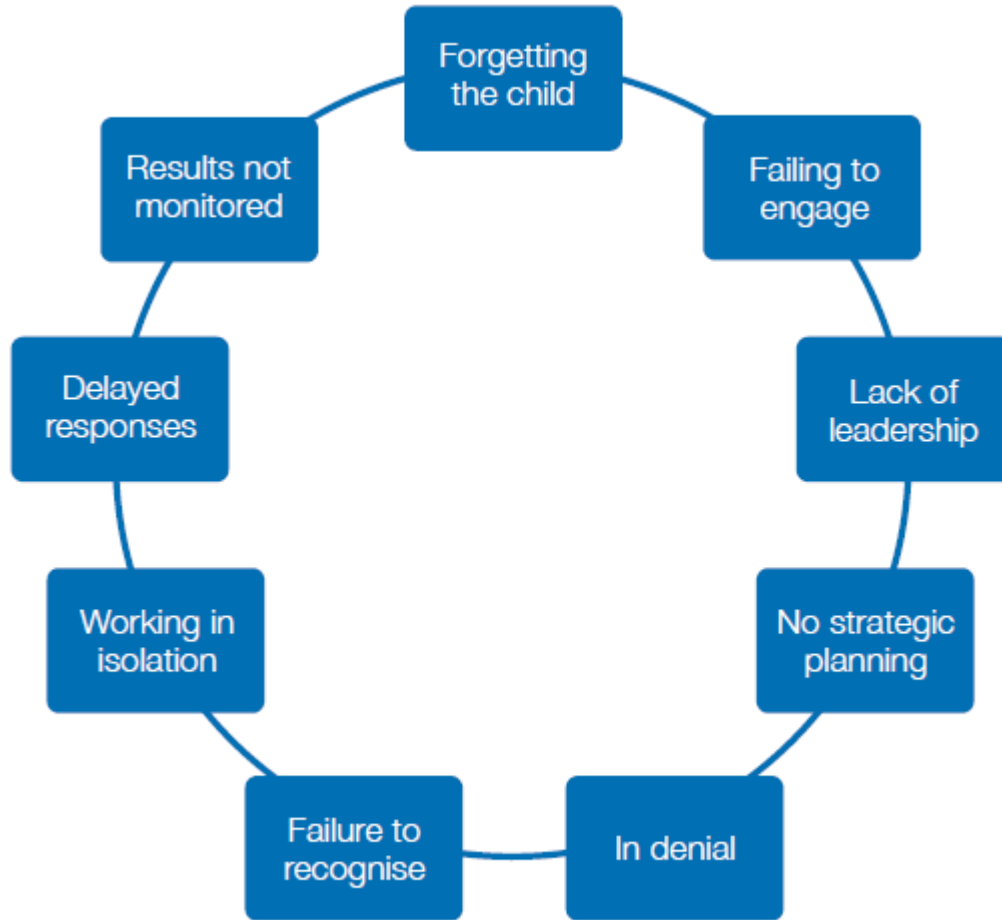 Forgetting
the child
Failing to
engage
Lack of
leadership
No strategic
planning
In denial
Failure to
recognise
Working in
isolation
Delayed
responses
Results not
monitored